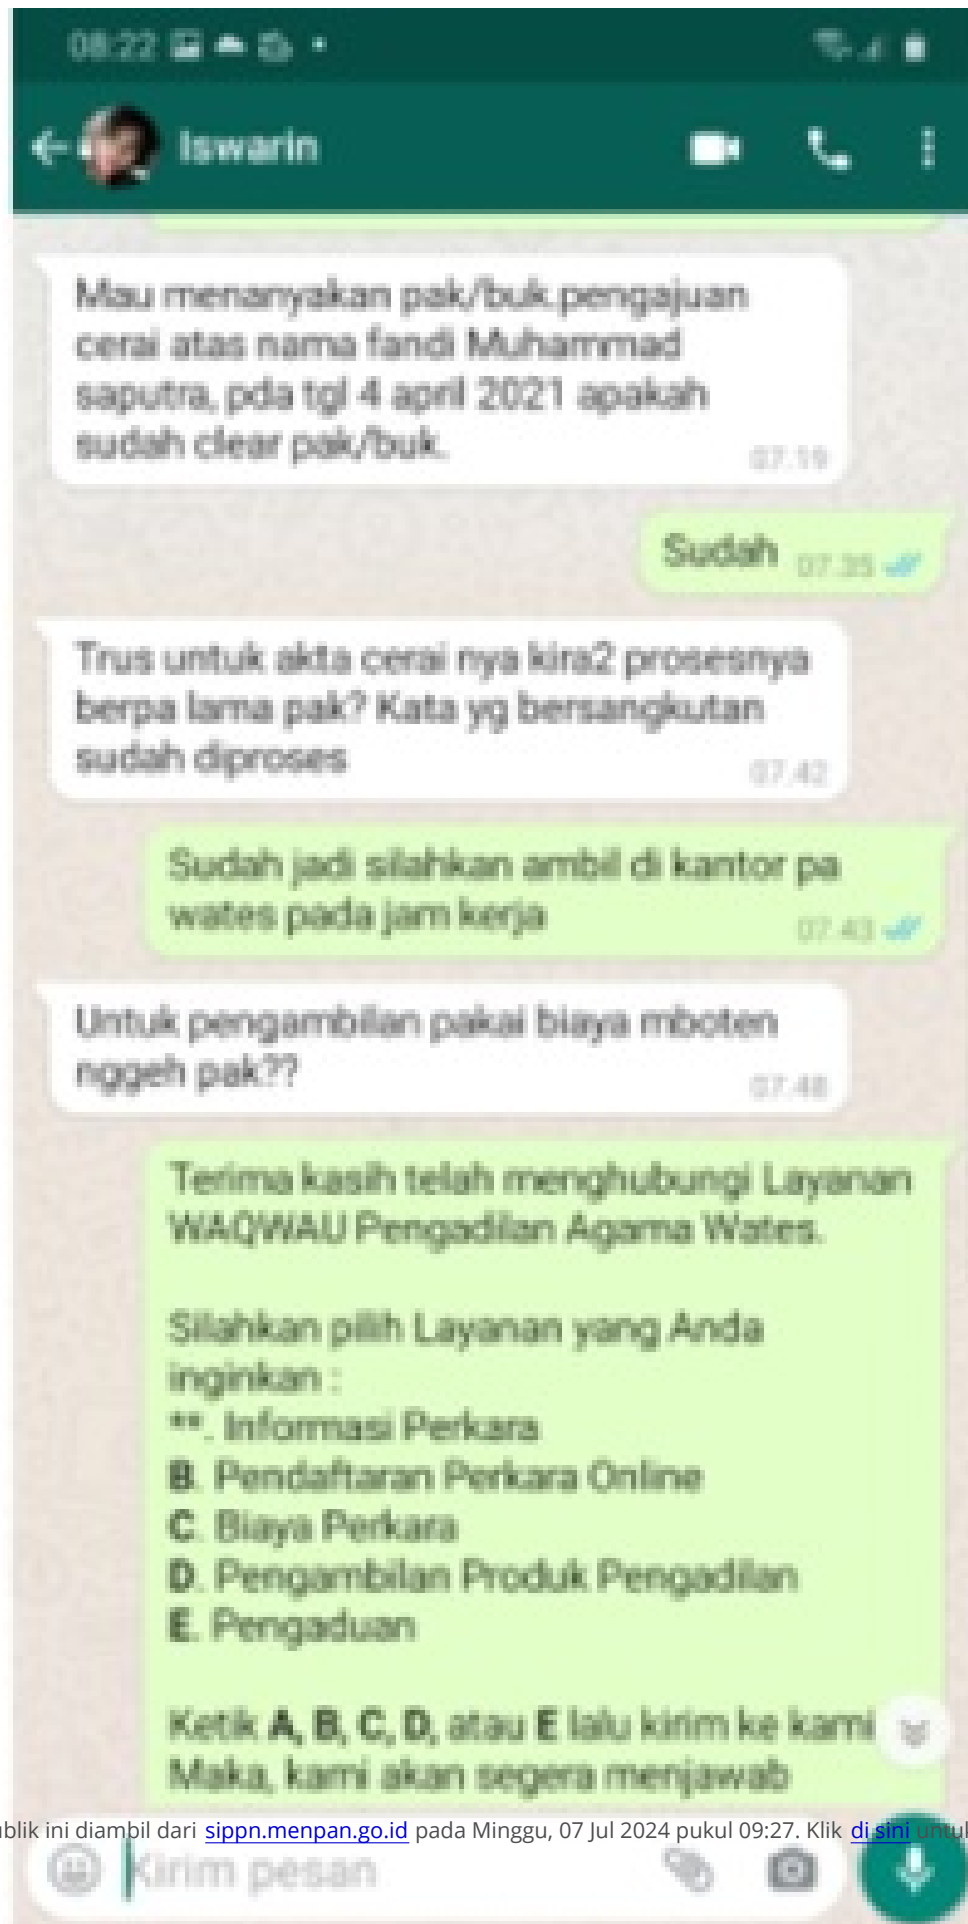 08:22
Iswarin
Mau menanyakan pak/buk.pengajuan
cerai atas nama fandi Muhammad
saputra, pda tgl 4 april 2021 apakah
sudah clear pak/buk.
07.19
Sudah 07.35
Trus untuk akta cerai nya kira2 prosesnya
berpa lama pak? Kata yg bersangkutan
sudah diproses
07.42
Sudah jadi silahkan ambil di kantor pa
wates pada jam kerja
07.43
Untuk pengambilan pakai biaya mboten
nggeh pak??
07.48
Terima kasih telah menghubungi Layanan
WAQWAU Pengadilan Agama Wates.
Silahkan pilih Layanan yang Anda
inginkan :
**. Informasi Perkara
B. Pendaftaran Perkara Online
C. Biaya Perkara
D. Pengambilan Produk Pengadilan
E. Pengaduan
Ketik A, B, C, D, atau E lalu kirim ke kami
Maka, kami akan segera menjawab
blik ini diambil dari sippn.menpan.go.id pada Minggu, 07 Jul 2024 pukul 09:27. Klik di sini untuk
Kirim pesan